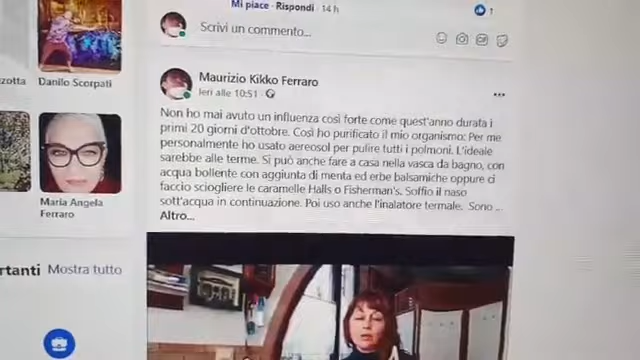 Mi piace · Rispondi · 14 h
1
Scrivi un commento...
GIF
zotta
Danilo Scorpati
Maria Angela
Ferraro
rtanti Mostra tutto
Maurizio Kikko Ferraro
Ieri alle 10:51 ·
Non ho mai avuto un influenza così forte come quest'anno durata i
primi 20 giorni d'ottobre. Così ho purificato il mio organismo: Per me
personalmente ho usato aereosol per pulire tutti i polmoni. L'ideale
sarebbe alle terme. Si può anche fare a casa nella vasca da bagno, con
acqua bollente con aggiunta di menta ed erbe balsamiche oppure ci
faccio sciogliere le caramelle Halls o Fisherman's. Soffio il naso
sott'acqua in continuazione. Poi uso anche l'inalatore termale. Sono ...
Altro...